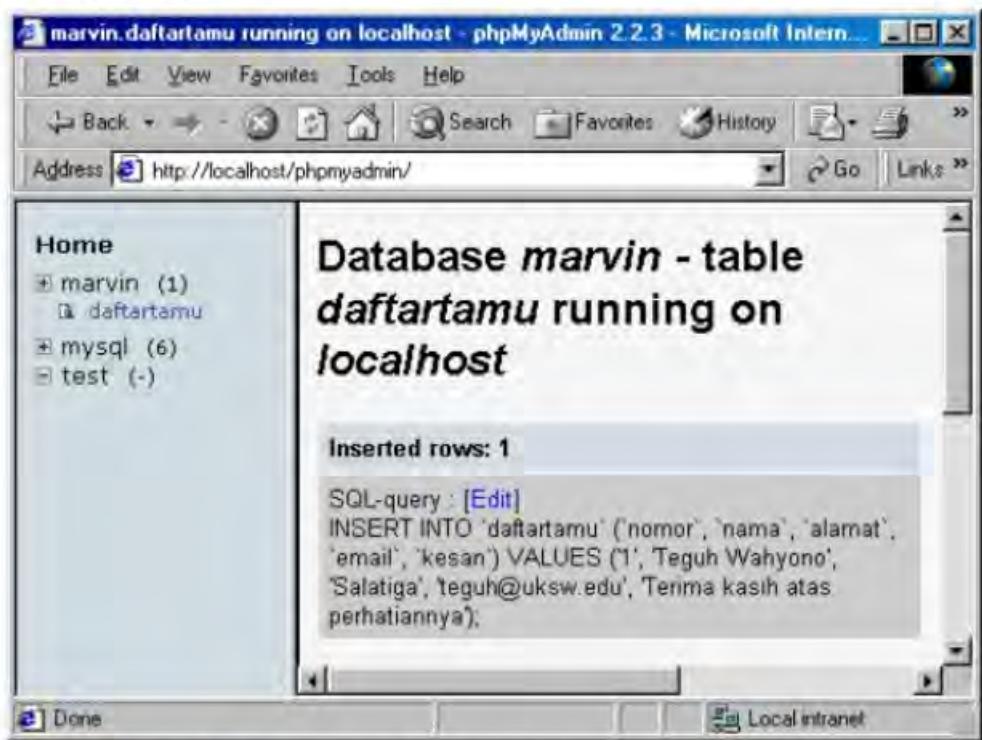 marvin.daftartamu running on localhost - phpMyAdmin 2.2.3 - Microsoft Intern...
File Edit View Favorites Tools Help
Back Search Favorites History
Address http://localhost/phpmyadmin/ Go Links
Home
marvin (1)
daftartamu
mysql (6)
test (-)
Database marvin - table
daftartamu running on
localhost
Inserted rows: 1
SQL-query : [Edit]
INSERT INTO `daftartamu` (`nomor`, `nama`, `alamat`,
`email`, `kesan`) VALUES ('1', 'Teguh Wahyono',
'Salatiga', 'teguh@uksw.edu', 'Terima kasih atas
perhatiannya');
Done Local intranet